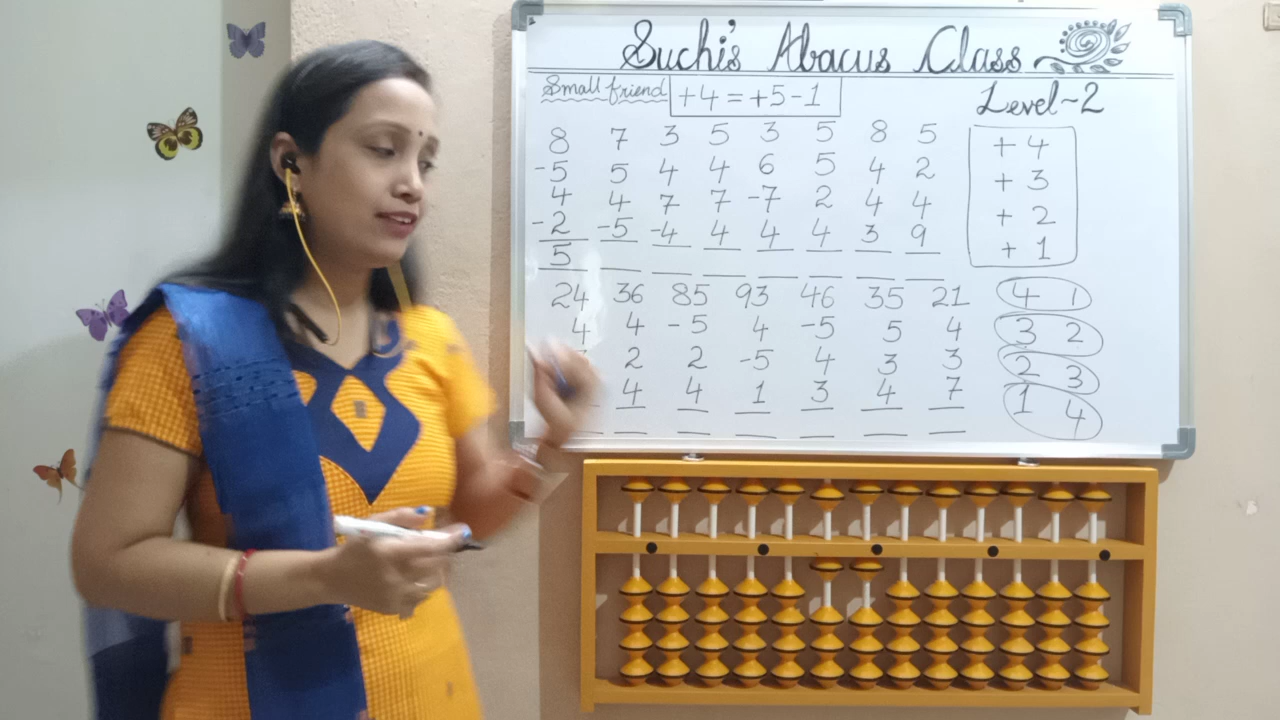 Suchi's Abacus Class
Small friend +4 = +5-1 Level-2
8 7 3 5 3 5 8 5 + 4
-5 5 4 4 6 5 4 2 + 3
4 4 7 7 -7 2 4 4 + 2
-2 -5 -4 4 4 4 3 9 + 1
5
24 36 85 93 46 35 21 4 1
4 4 -5 4 -5 5 4 3 2
2 2 -5 4 3 3 2 3
4 4 1 3 4 7 1 4